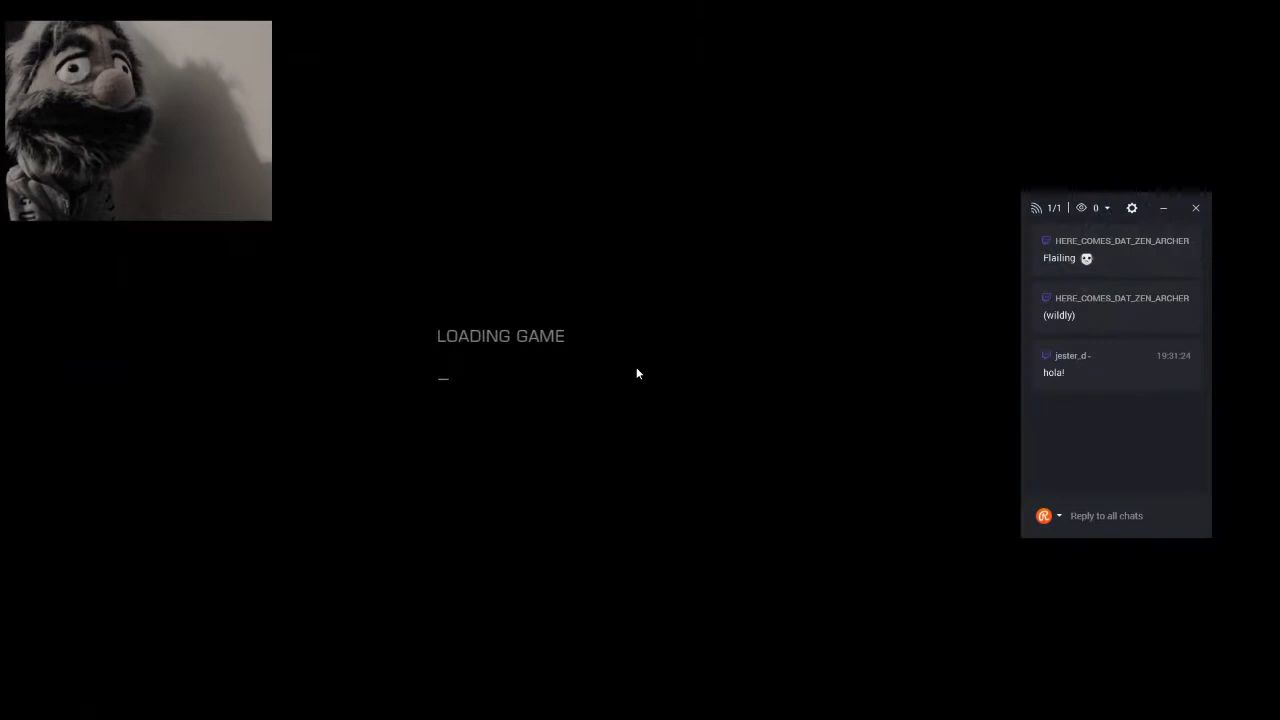 LOADING GAME
_
1/1 | 0
HERE_COMES_DAT_ZEN_ARCHER
Flailing
HERE_COMES_DAT_ZEN_ARCHER
(wildly)
jester_d- 19:31:24
hola!
Reply to all chats